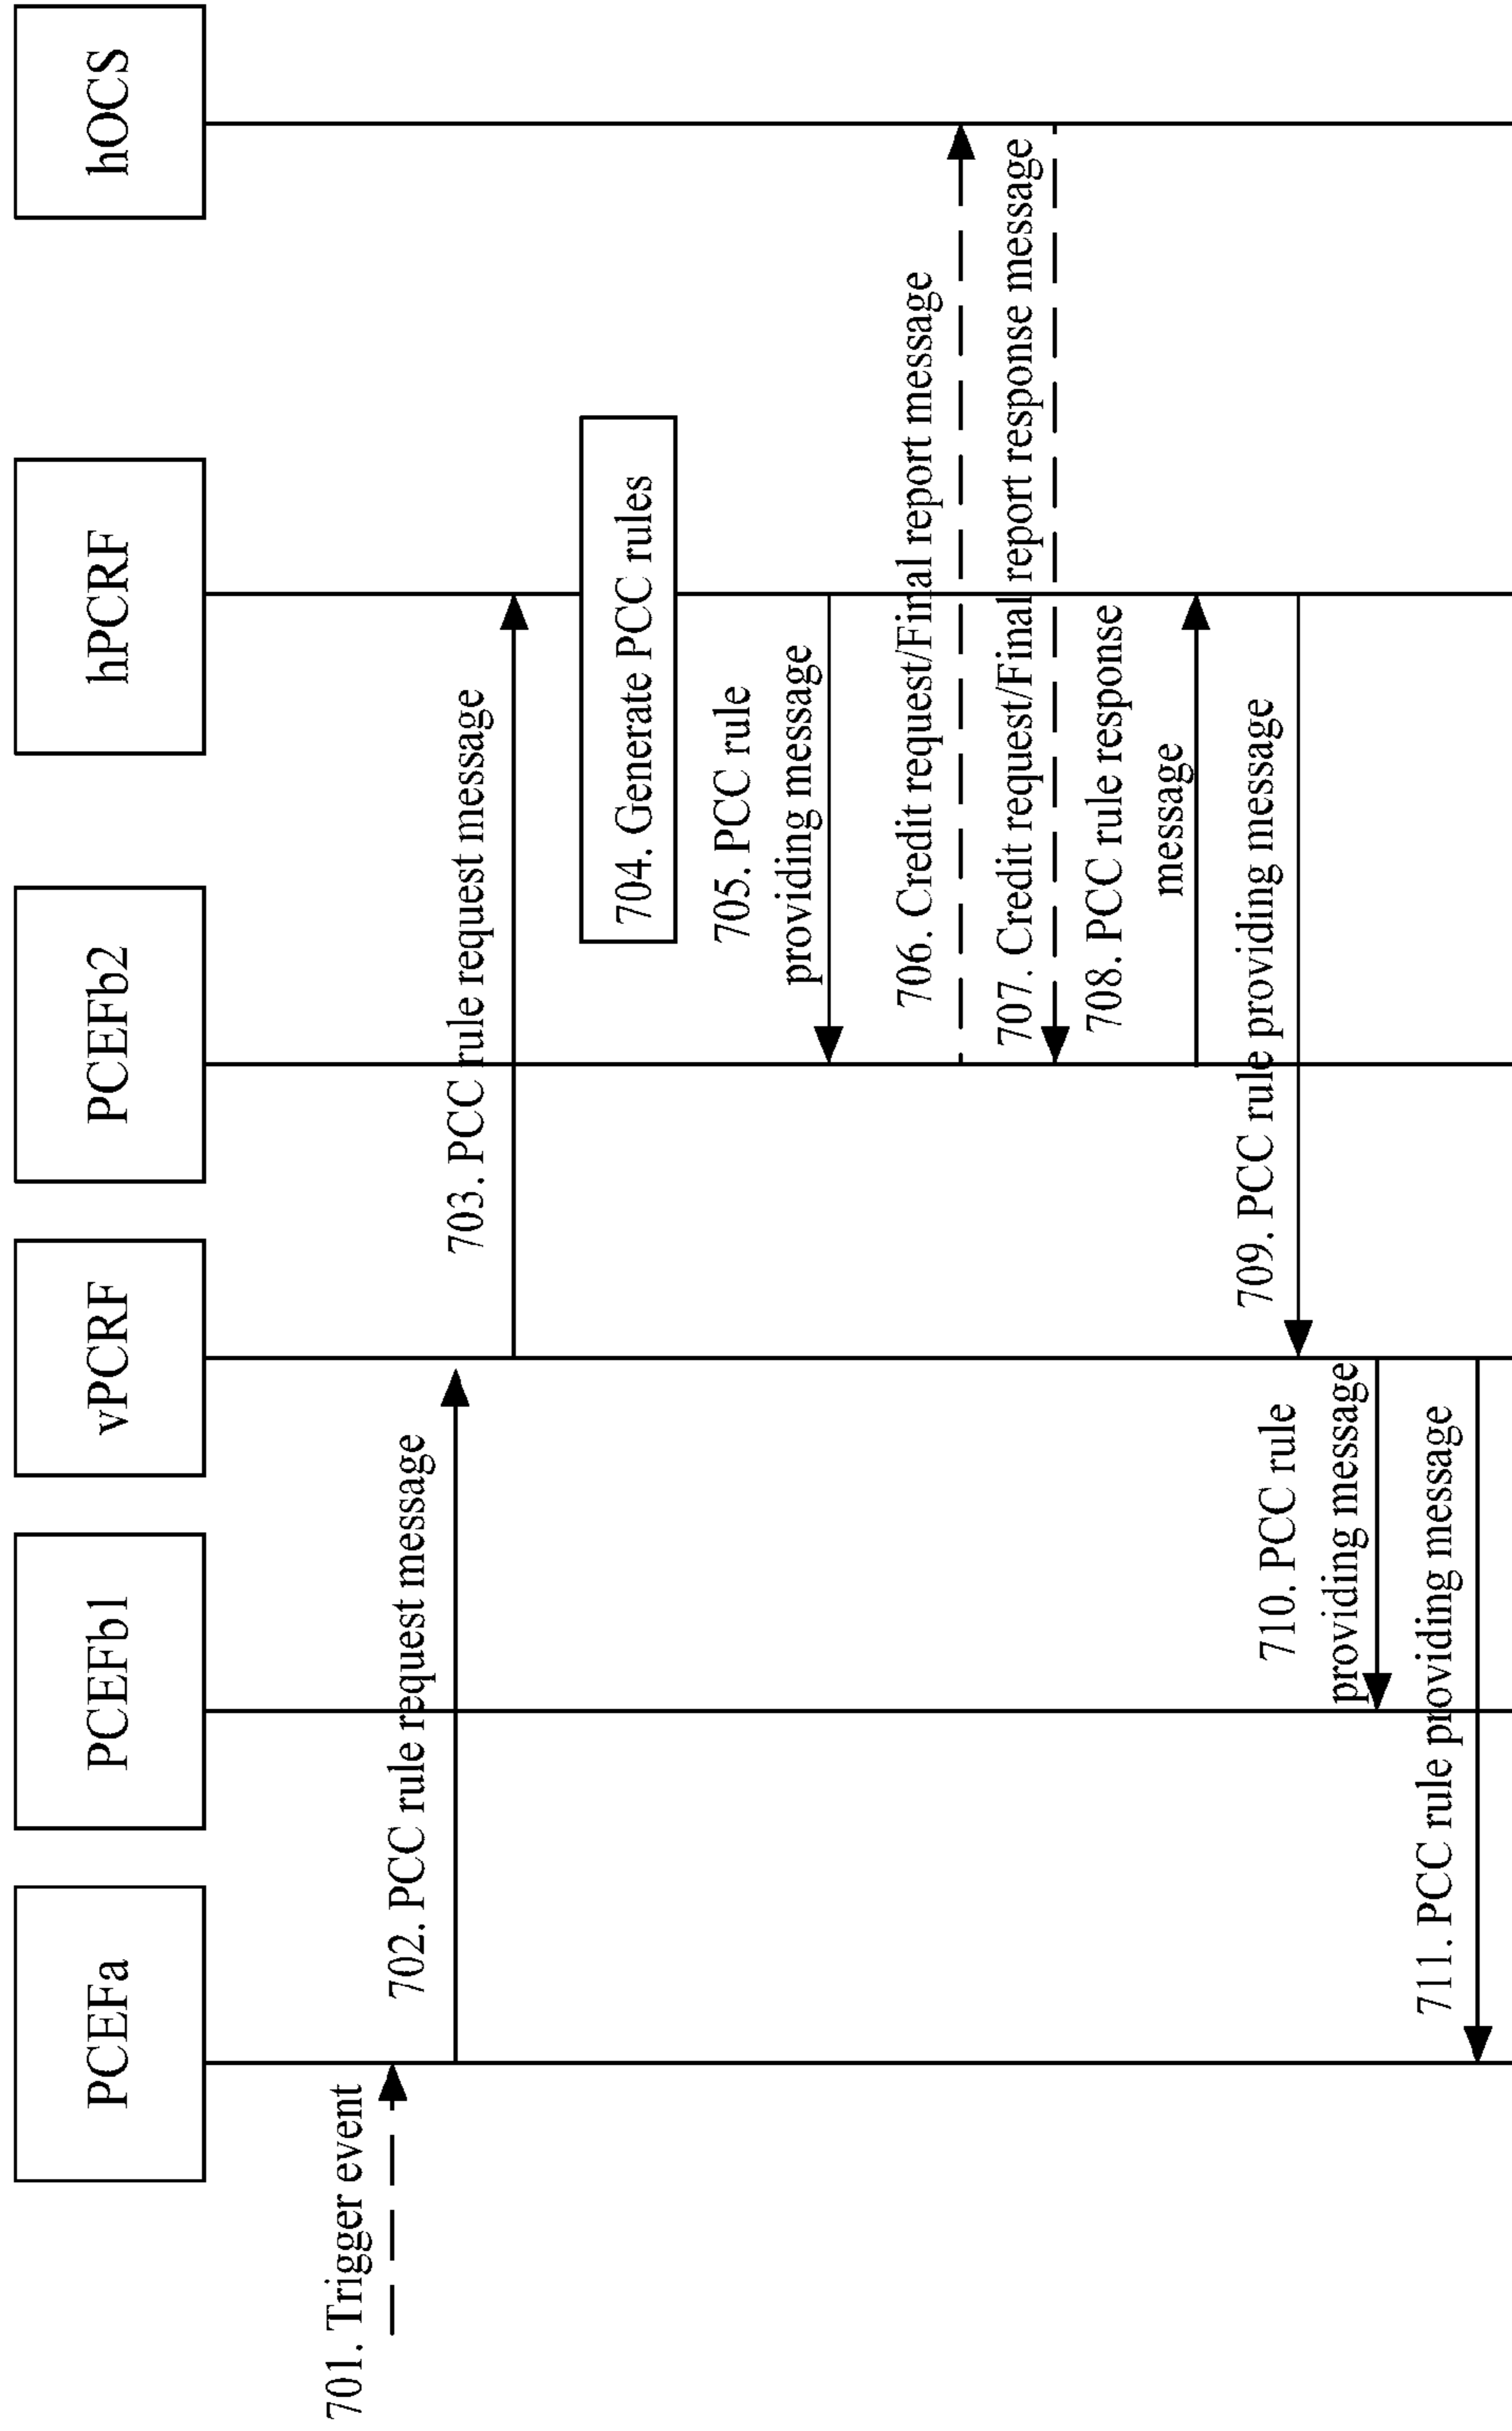 PCEFa
PCEFb1
vPCRF
PCEFb2
hPCRF
hOCS
701. Trigger event
702. PCC rule request message
703. PCC rule request message
704. Generate PCC rules
705. PCC rule
providing message
706. Credit request/Final report message
707. Credit request/Final report response message
708. PCC rule response
message
709. PCC rule providing message
710. PCC rule
providing message
711. PCC rule providing message